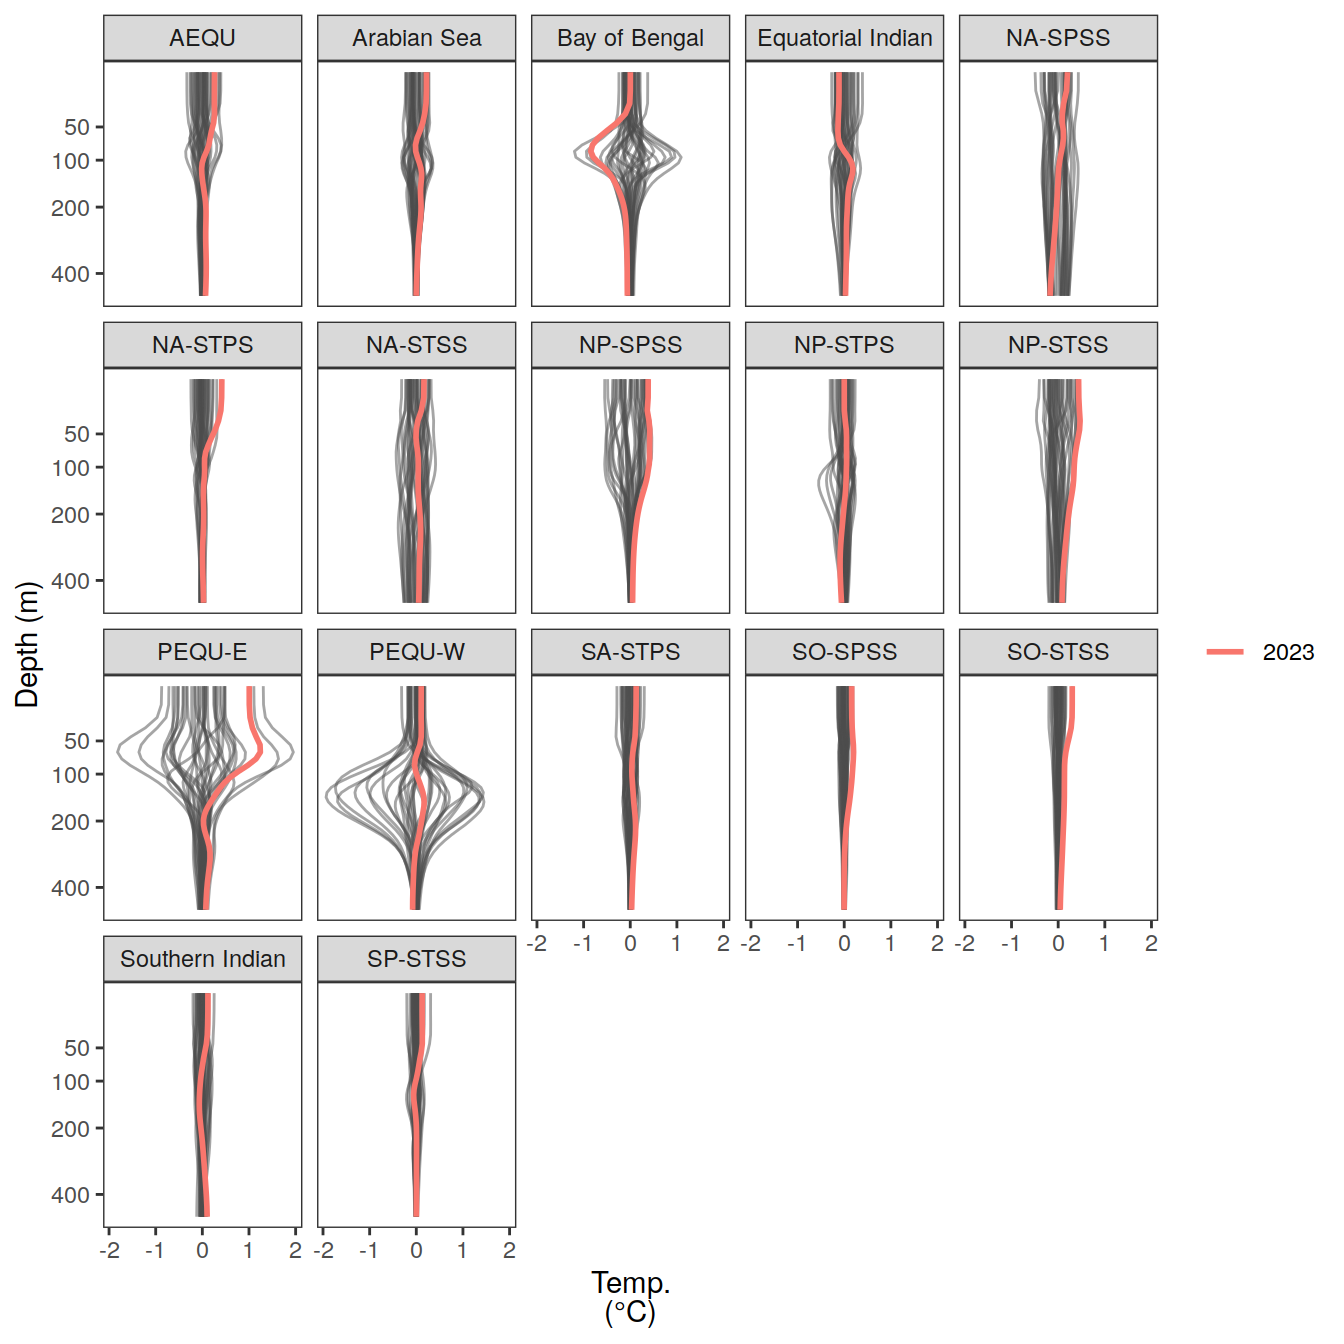 AEQU Arabian Sea Bay of Bengal Equatorial Indian NA-SPSS
50
100
200
400
NA-STPS NA-STSS NP-SPSS NP-STPS NP-STSS
50
100
200
400
Depth (m)
PEQU-E PEQU-W SA-STPS SO-SPSS SO-STSS
2023
50
100
200
400
-2 -1 0 1 2 -2 -1 0 1 2 -2 -1 0 1 2
Southern Indian SP-STSS
50
100
200
400
-2 -1 0 1 2 -2 -1 0 1 2
Temp.
(°C)